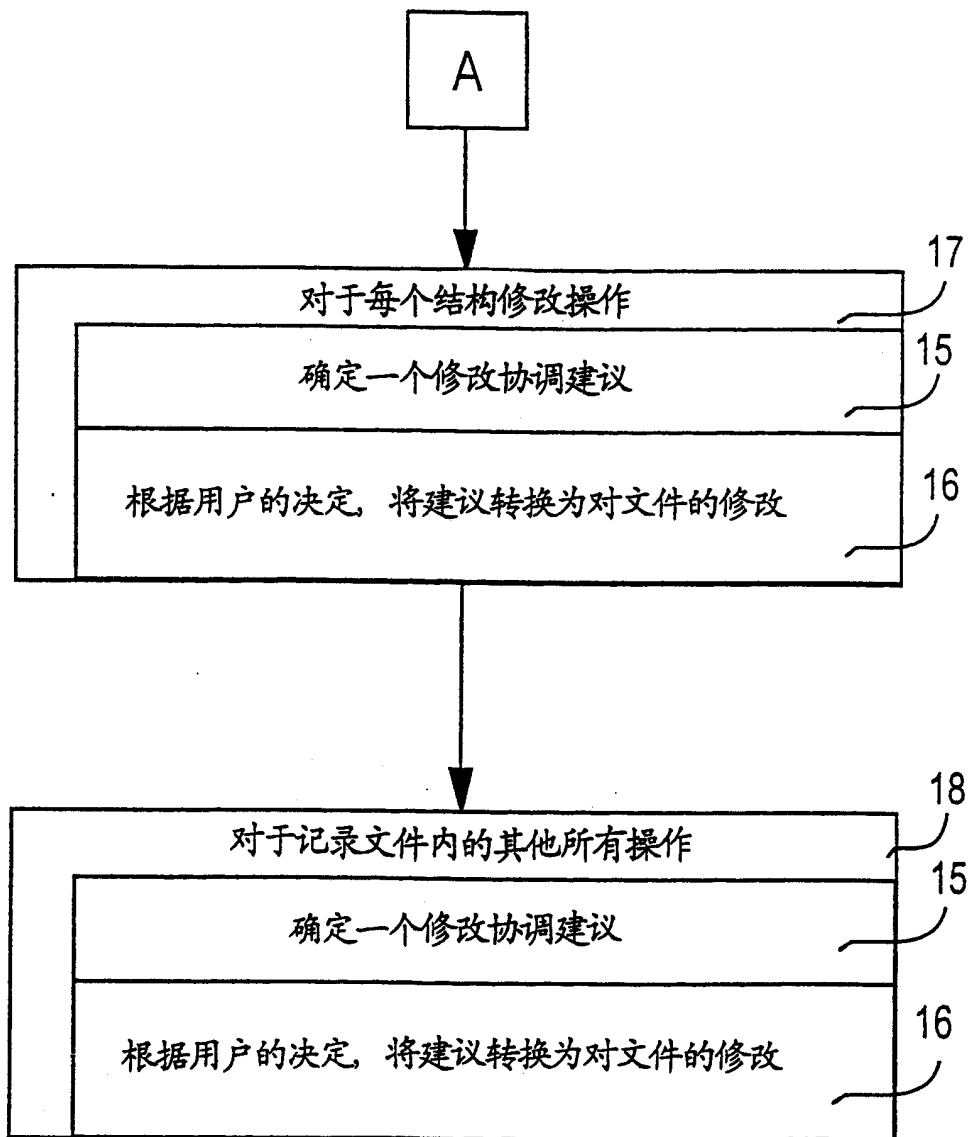 A
17
对于每个结构修改操作
15
确定一个修改协调建议
16
根据用户的决定, 将建议转换为对文件的修改
18
对于记录文件内的其他所有操作
15
确定一个修改协调建议
16
根据用户的决定, 将建议转换为对文件的修改